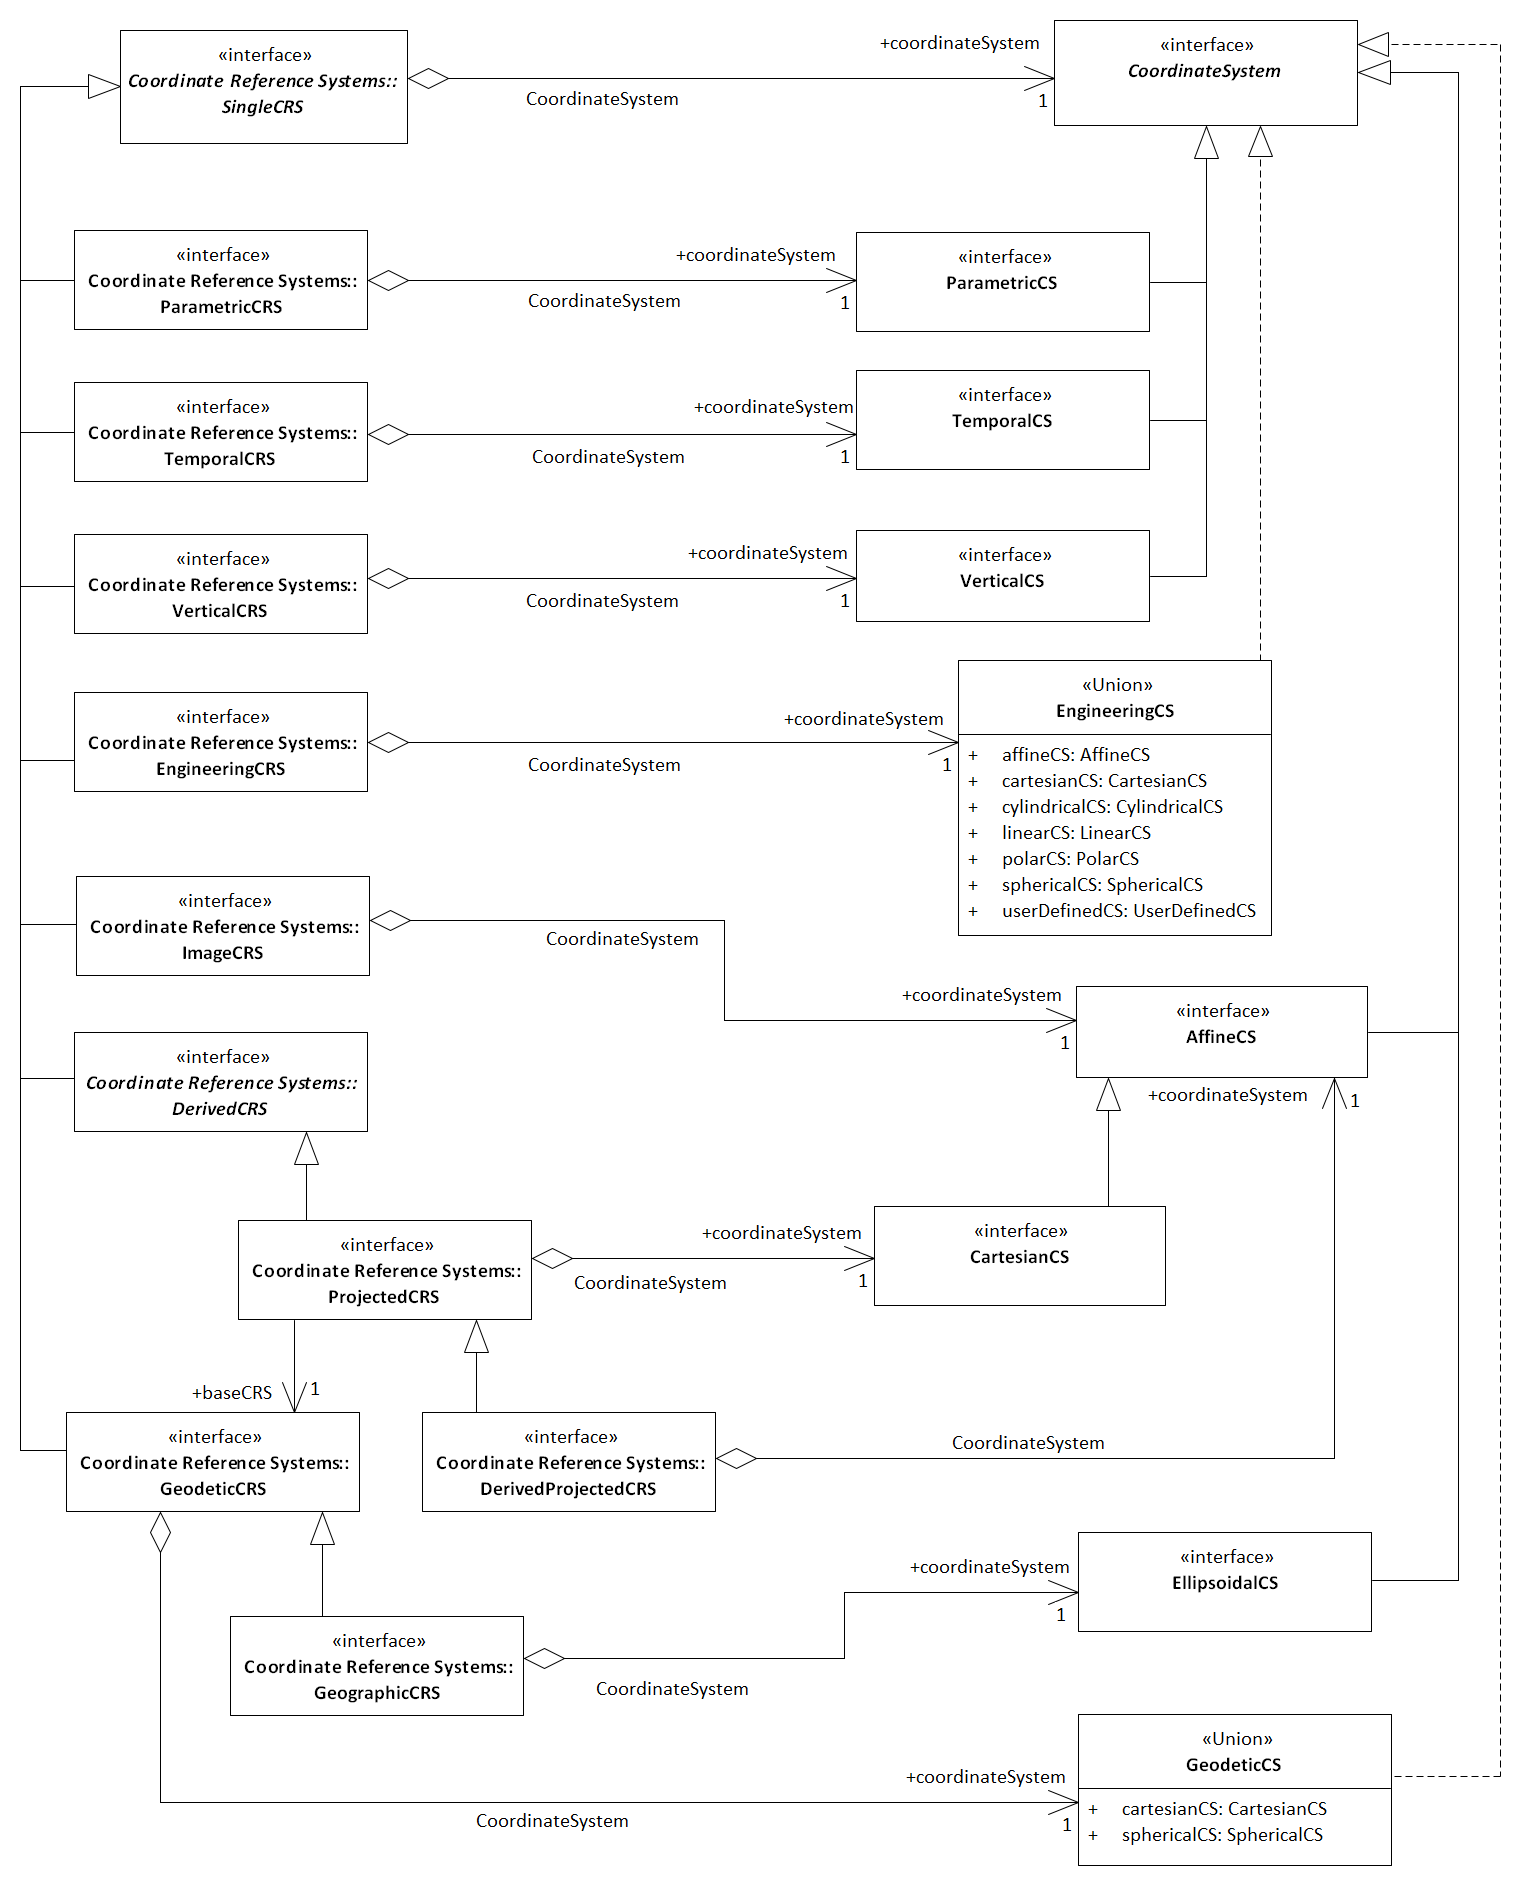 «interface»
Coordinate Reference Systems::
SingleCRS
+coordinateSystem
CoordinateSystem
1
«interface»
CoordinateSystem
«interface»
Coordinate Reference Systems::
ParametricCRS
+coordinateSystem
CoordinateSystem
1
«interface»
ParametricCS
«interface»
Coordinate Reference Systems::
TemporalCRS
+coordinateSystem
CoordinateSystem
1
«interface»
TemporalCS
«interface»
Coordinate Reference Systems::
VerticalCRS
+coordinateSystem
CoordinateSystem
1
«interface»
VerticalCS
«interface»
Coordinate Reference Systems::
EngineeringCRS
+coordinateSystem
CoordinateSystem
1
«Union»
EngineeringCS
+ affineCS: AffineCS
+ cartesianCS: CartesianCS
+ cylindricalCS: CylindricalCS
+ linearCS: LinearCS
+ polarCS: PolarCS
+ sphericalCS: SphericalCS
+ userDefinedCS: UserDefinedCS
«interface»
Coordinate Reference Systems::
ImageCRS
CoordinateSystem
+coordinateSystem
1
«interface»
AffineCS
+coordinateSystem
1
«interface»
Coordinate Reference Systems::
DerivedCRS
«interface»
Coordinate Reference Systems::
ProjectedCRS
+coordinateSystem
CoordinateSystem
1
«interface»
CartesianCS
+baseCRS
1
«interface»
Coordinate Reference Systems::
GeodeticCRS
«interface»
Coordinate Reference Systems::
DerivedProjectedCRS
CoordinateSystem
«interface»
Coordinate Reference Systems::
GeographicCRS
CoordinateSystem
+coordinateSystem
1
«interface»
EllipsoidalCS
+coordinateSystem
CoordinateSystem
1
«Union»
GeodeticCS
+ cartesianCS: CartesianCS
+ sphericalCS: SphericalCS